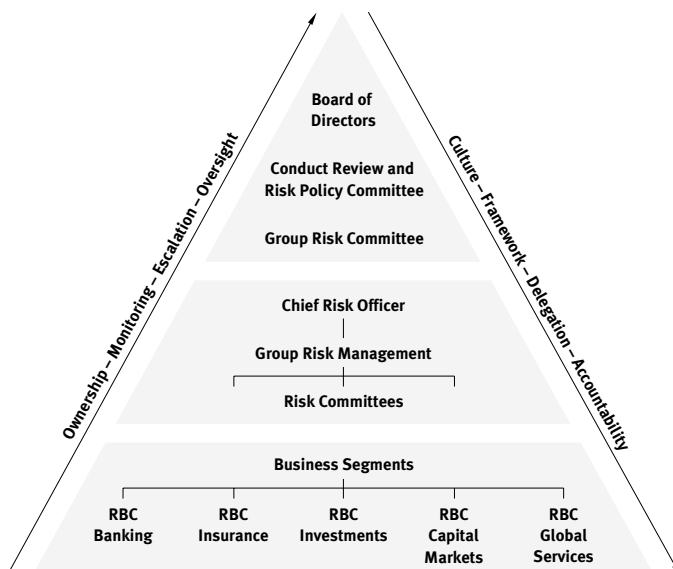 Board of
Directors
Conduct Review and
Risk Policy Committee
Group Risk Committee
Ownership – Monitoring – Escalation – Oversight
Culture – Framework – Delegation – Accountability
Chief Risk Officer
Group Risk Management
Risk Committees
Business Segments
RBC
Banking
RBC
Insurance
RBC
Investments
RBC
Capital
Markets
RBC
Global
Services